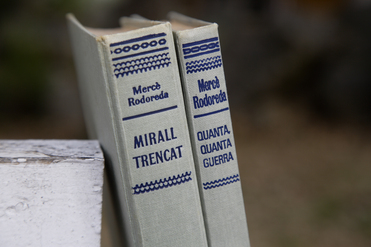 Mercè
Rodoreda
MIRALL
TRENCAT
Mercè
Rodoreda
QUANTA,
QUANTA
GUERRA